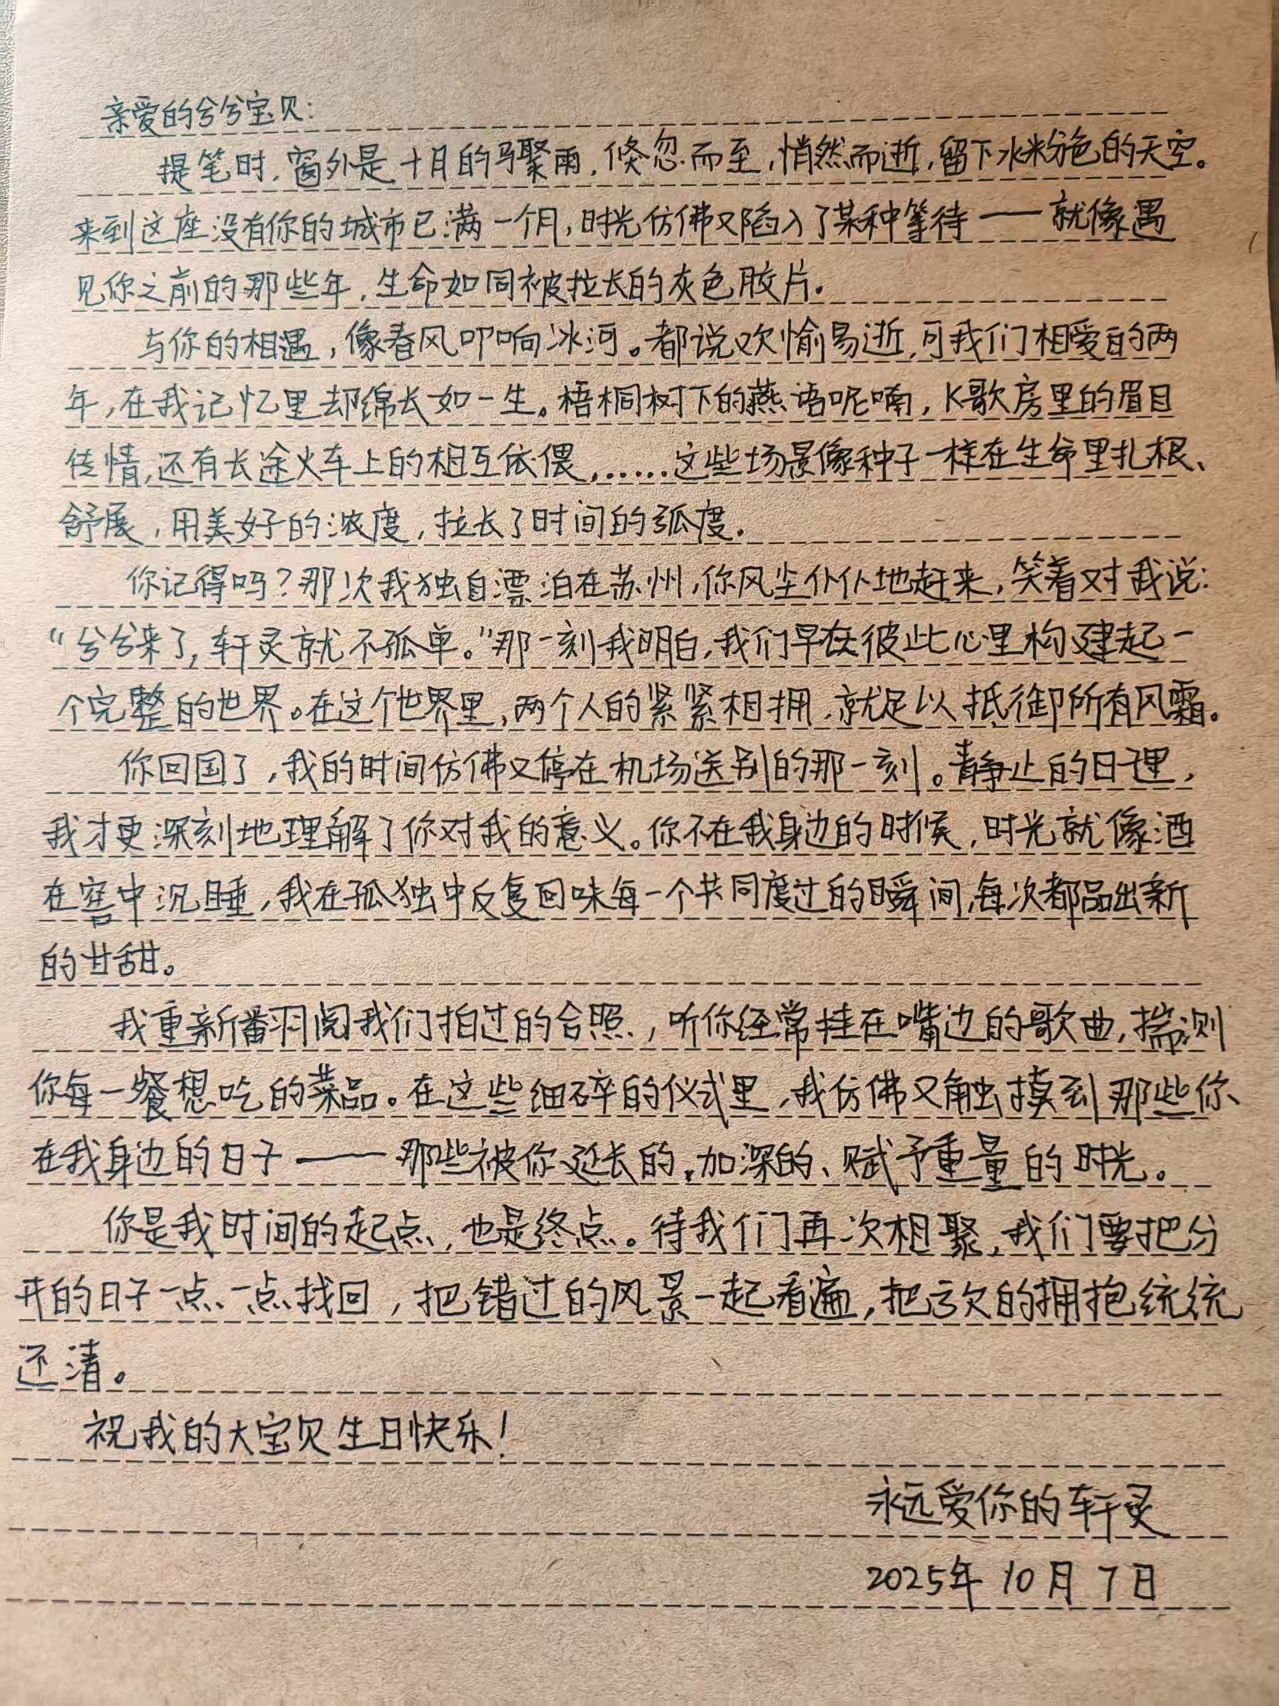 亲爱的兮兮宝贝：
提笔时，窗外是十月的骤雨，倏忽而至，悄然而逝，留下水粉色的天空。
来到这座没有你的城市已满一个月，时光仿佛又陷入了某种等待——就像遇
见你之前的那些年，生命如同被拉长的灰色胶片。
与你的相遇，像春风叩响冰河。都说欢愉易逝，可我们相爱的两
年，在我记忆里却绵长如一生。梧桐树下的燕语呢喃，K歌房里的眉目
传情，还有长途火车上的相互依偎，……这些场景像种子一样在生命里扎根、
舒展，用美好的浓度，拉长了时间的弧度。
你记得吗？那次我独自漂泊在苏州，你风尘仆仆地赶来，笑着对我说：
“兮兮来了，轩灵就不孤单。”那一刻我明白，我们早在彼此心里构建起一
个完整的世界。在这个世界里，两个人的紧紧相拥，就足以抵御所有风霜。
你回国了，我的时间仿佛又停在机场送别的那一刻。静止的日子里，
我才更深刻地理解了你对我的意义。你不在我身边的时候，时光就像酒
在窖中沉睡，我在孤独中反复回味每一个共同度过的瞬间，每次都品出新
的甘甜。
我重新翻阅我们拍过的合照，听你经常挂在嘴边的歌曲，揣测
你每一餐想吃的菜品。在这些细碎的仪式里，我仿佛又触摸到那些你
在我身边的日子——那些被你延长的、加深的、赋予重量的时光。
你是我时间的起点，也是终点。待我们再次相聚，我们要把分
开的日子一点一点找回，把错过的风景一起看遍，把亏欠的拥抱统统
还清。
祝我的大宝贝生日快乐！
永远爱你的轩灵
2025年10月7日